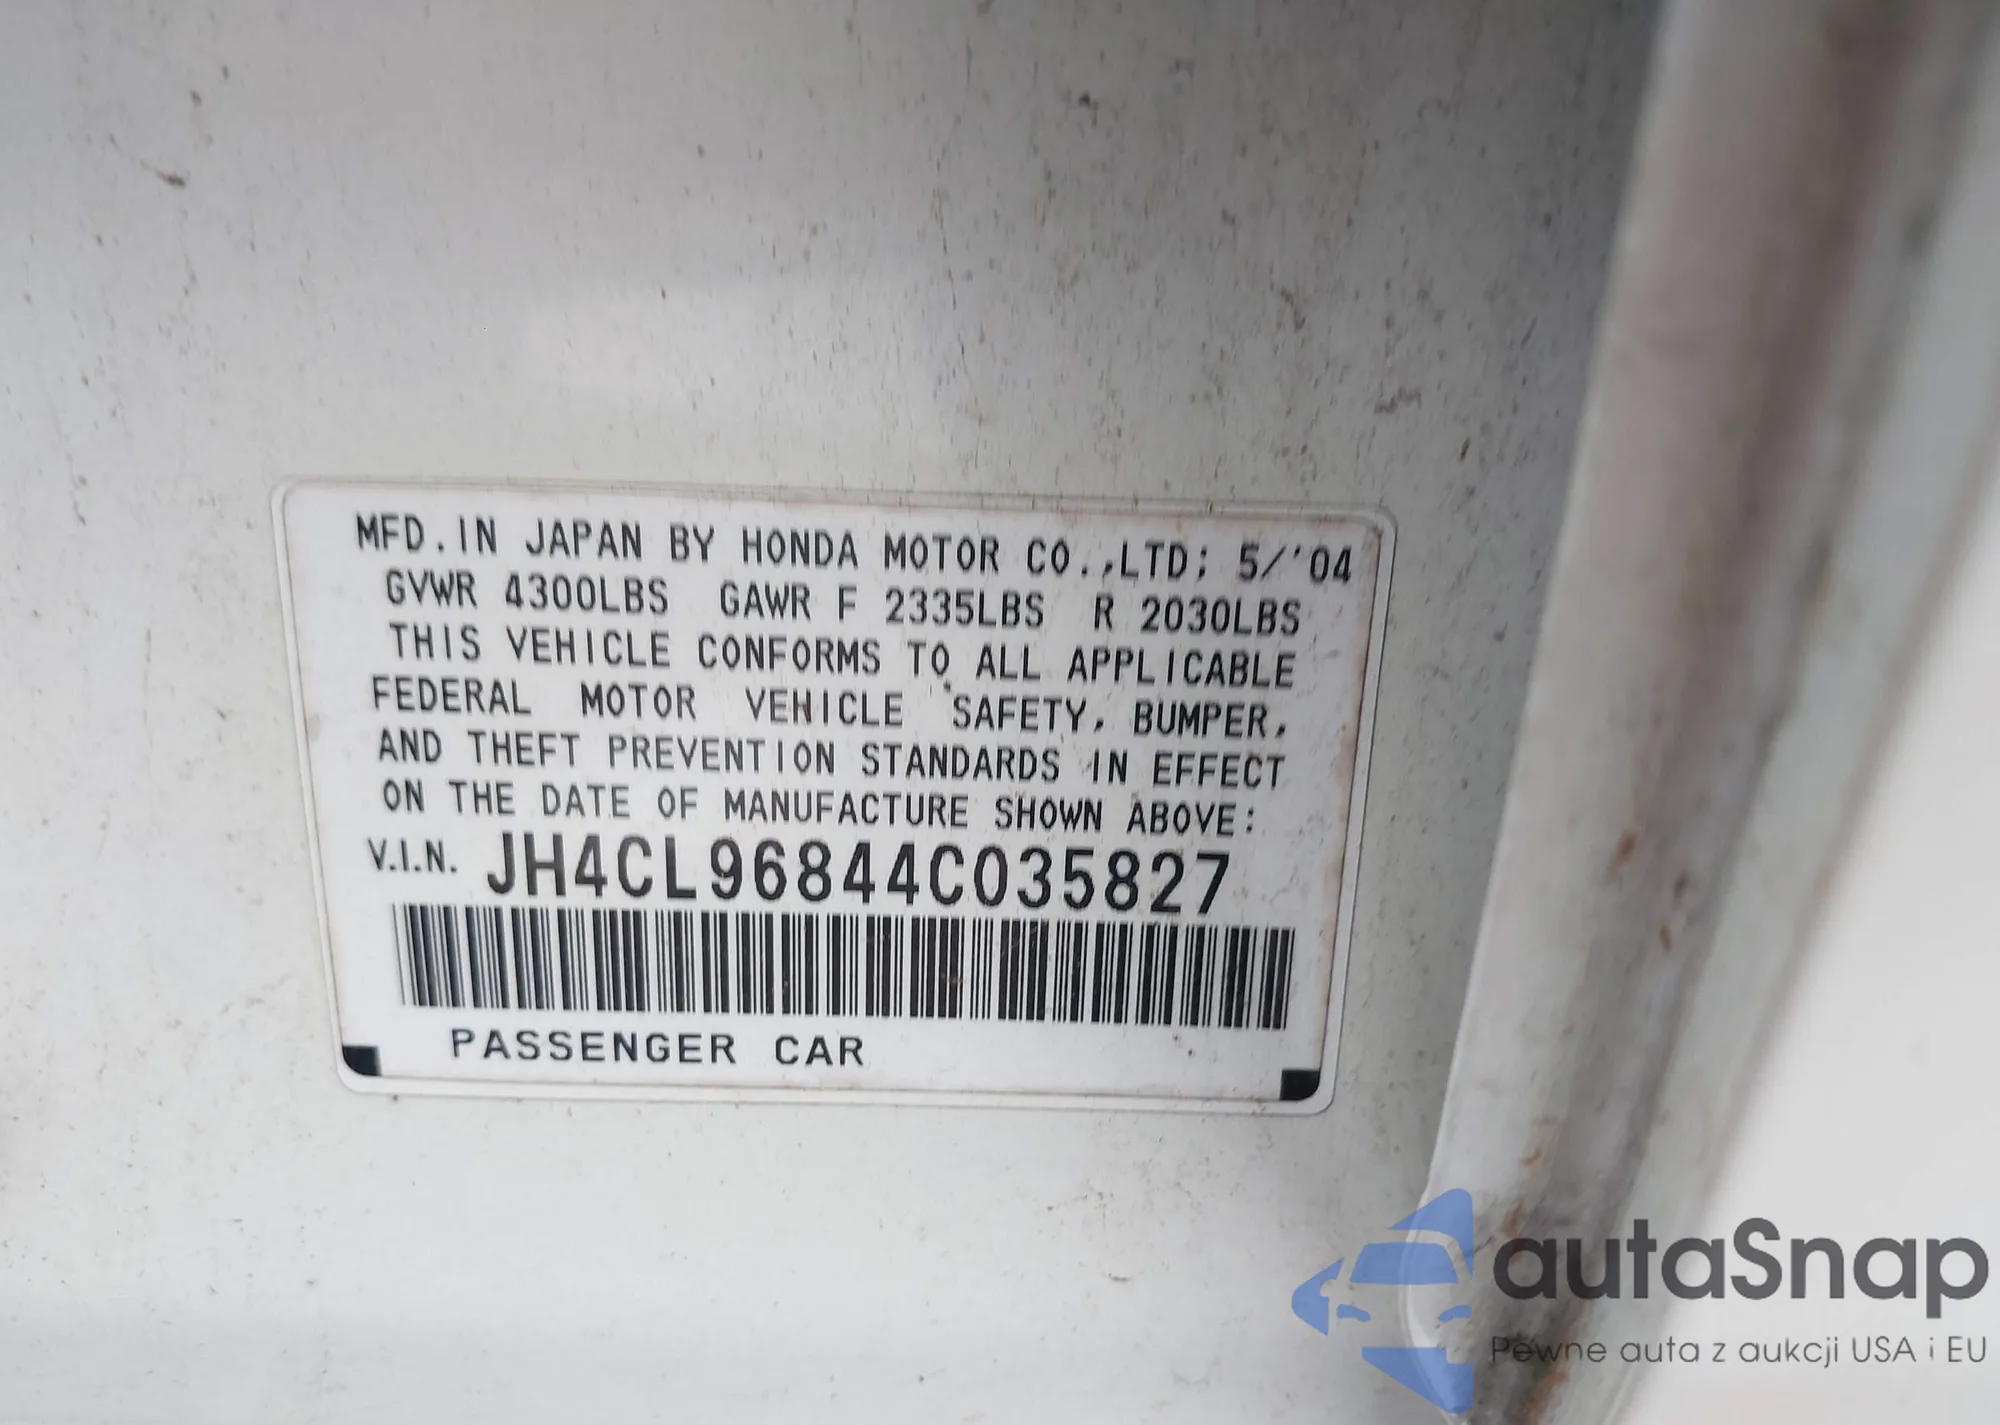 MFD.IN JAPAN BY HONDA MOTOR CO.,LTD; 5/'04
GVWR 4300LBS GAWR F 2335LBS R 2030LBS
THIS VEHICLE CONFORMS TO ALL APPLICABLE
FEDERAL MOTOR VEHICLE SAFETY, BUMPER,
AND THEFT PREVENTION STANDARDS IN EFFECT
ON THE DATE OF MANUFACTURE SHOWN ABOVE:
V.I.N. JH4CL96844C035827
PASSENGER CAR
autaSnap
Pewne auta z aukcji USA i EU